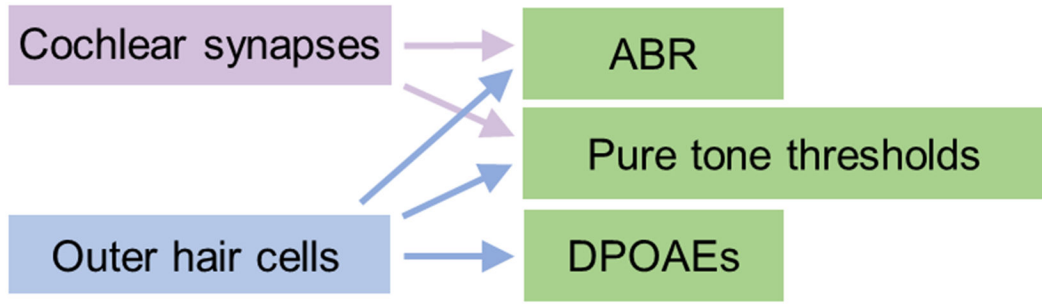 Cochlear synapses
ABR
Pure tone thresholds
Outer hair cells
DPOAEs